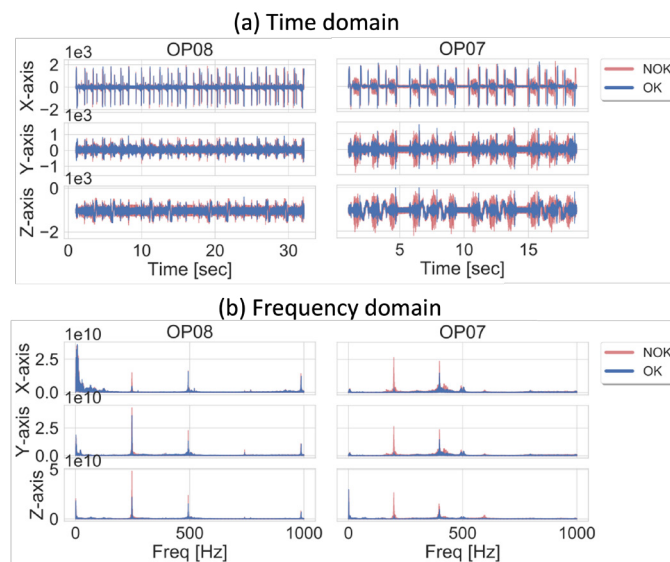 (a) Time domain
OP08 OP07
1e3
X-axis
2
0
−2
1e3
Y-axis
1
0
−1
1e3
Z-axis
0
−2
0 10 20 30
5 10 15
Time [sec] Time [sec]
NOK
OK
(b) Frequency domain
OP08 OP07
1e10
X-axis
2.5
0.0
1e10
Y-axis
2.5
0.0
1e10
Z-axis
5
0
0 500 1000
0 500 1000
Freq [Hz] Freq [Hz]
NOK
OK